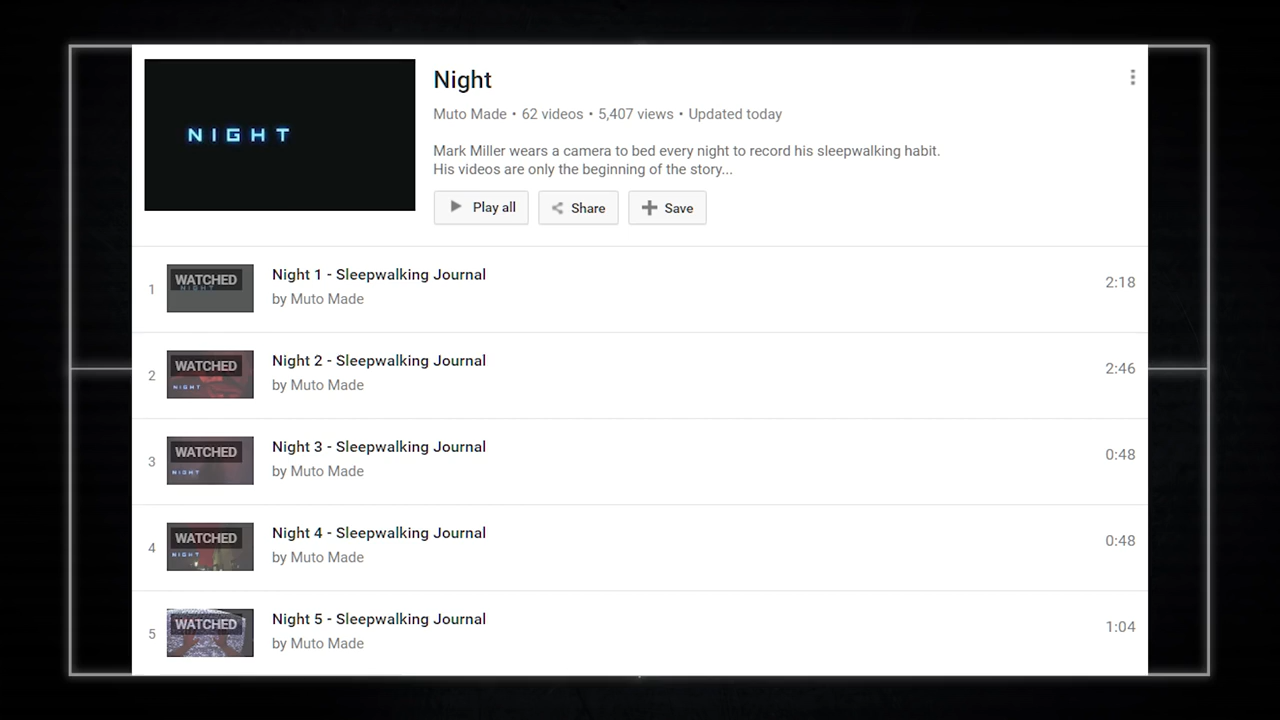 NIGHT
Night
Muto Made • 62 videos • 5,407 views • Updated today
Mark Miller wears a camera to bed every night to record his sleepwalking habit.
His videos are only the beginning of the story...
Play all
Share
Save
1
WATCHED
NIGHT
Night 1 - Sleepwalking Journal
by Muto Made
2:18
2
WATCHED
NIGHT
Night 2 - Sleepwalking Journal
by Muto Made
2:46
3
WATCHED
NIGHT
Night 3 - Sleepwalking Journal
by Muto Made
0:48
4
WATCHED
NIGHT
Night 4 - Sleepwalking Journal
by Muto Made
0:48
5
WATCHED
Night 5 - Sleepwalking Journal
by Muto Made
1:04